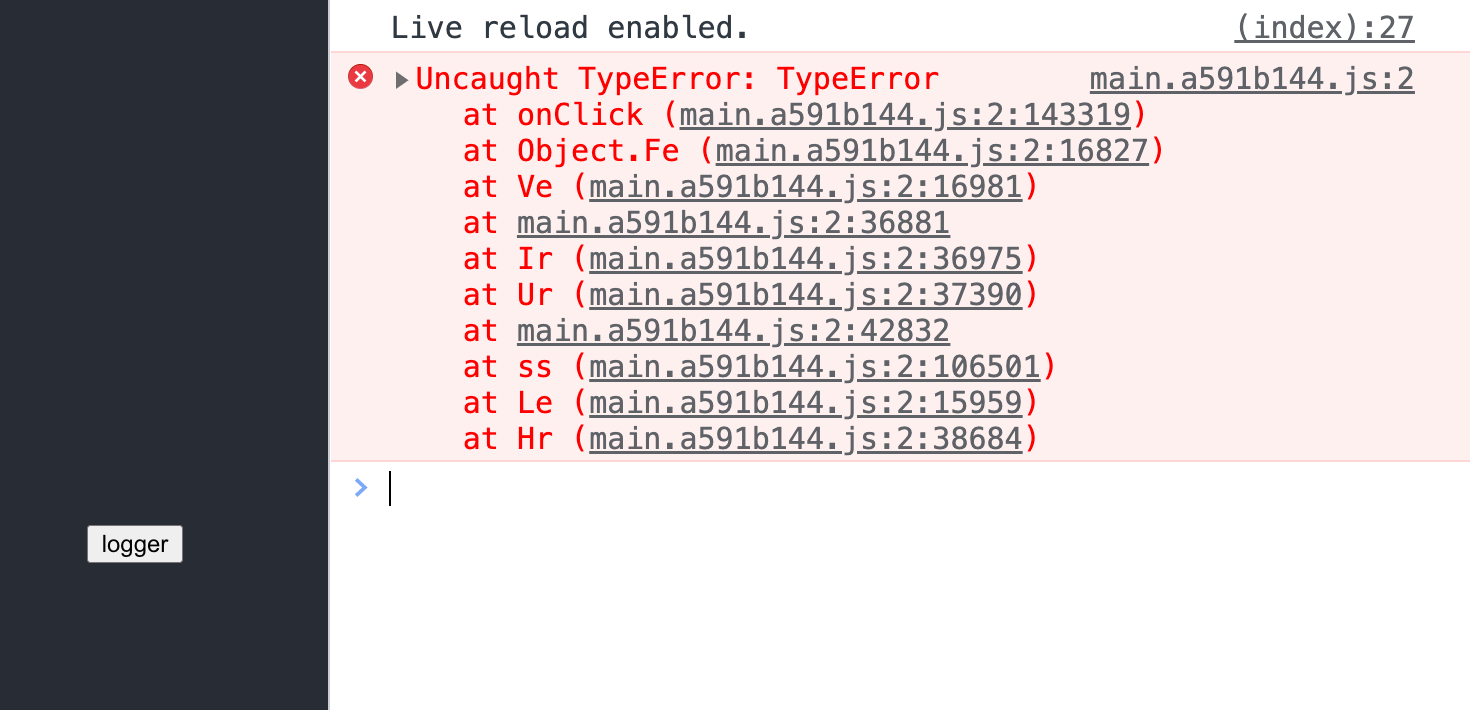 Live reload enabled. (index):27
Uncaught TypeError: TypeError main.a591b144.js:2
at onClick (main.a591b144.js:2:143319)
at Object.Fe (main.a591b144.js:2:16827)
at Ve (main.a591b144.js:2:16981)
at main.a591b144.js:2:36881
at Ir (main.a591b144.js:2:36975)
at Ur (main.a591b144.js:2:37390)
at main.a591b144.js:2:42832
at ss (main.a591b144.js:2:106501)
at Le (main.a591b144.js:2:15959)
at Hr (main.a591b144.js:2:38684)
>
logger